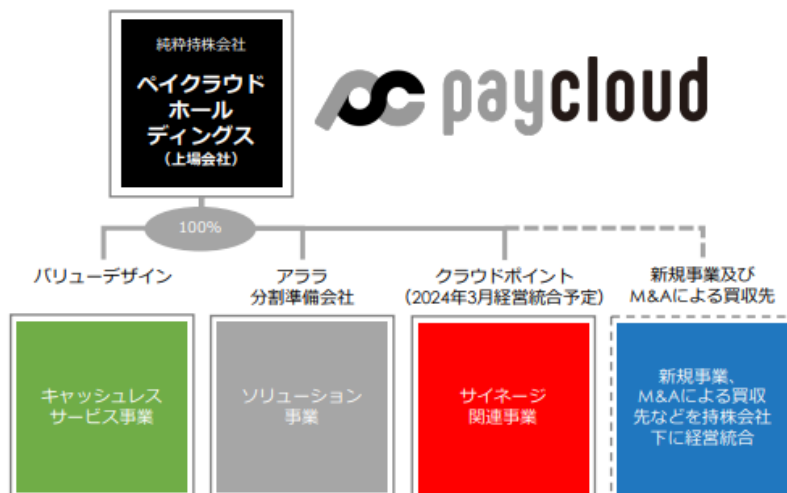 純粋持株会社
ペイクラウド
ホール
ディングス
（上場会社）
paycloud
100%
バリューデザイン
アララ
分割準備会社
クラウドポイント
（2024年3月経営統合予定）
新規事業及び
M&Aによる買収先
キャッシュレス
サービス事業
ソリューション
事業
サイネージ
関連事業
新規事業、
M&Aによる買収
先などを持株会社
下に経営統合